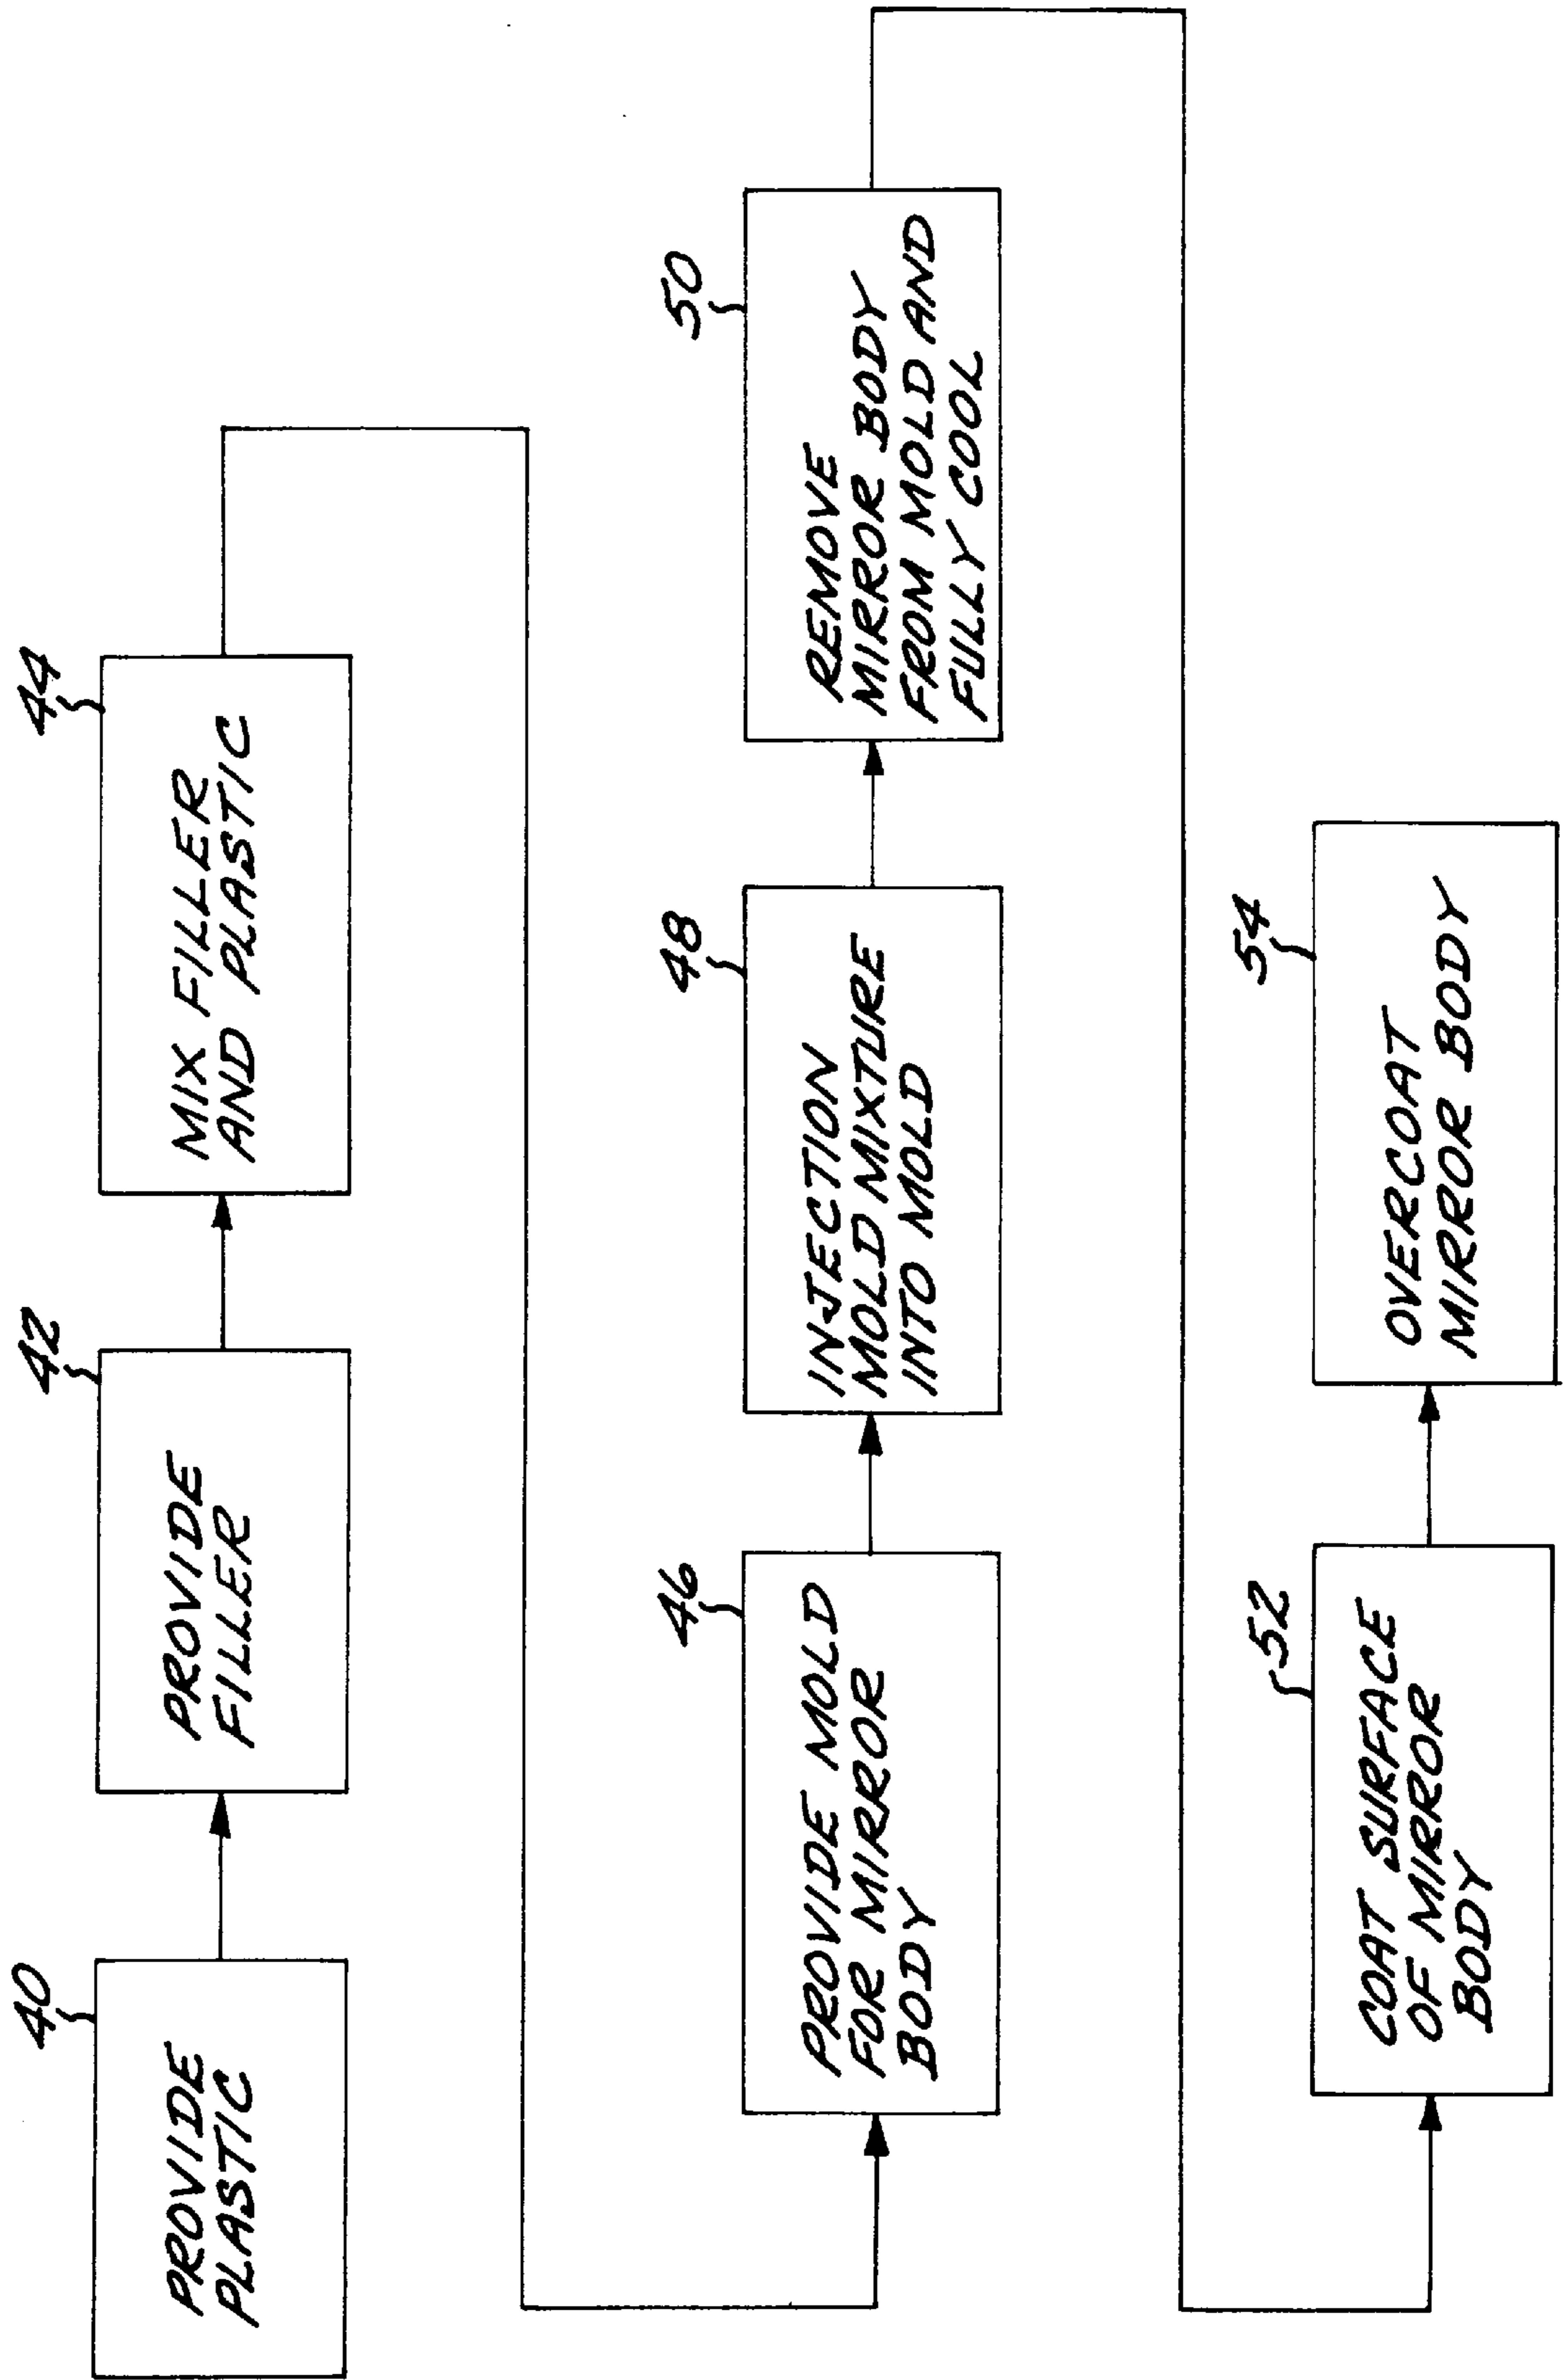 40
PROVIDE
PLASTIC
42
PROVIDE
FILLER
44
MIX FILLER
AND PLASTIC
46
PROVIDE MOLD
FOR MIRROR
BODY
48
INJECTION
MOLD MIXTURE
INTO MOLD
50
REMOVE
MIRROR BODY
FROM MOLD AND
FULLY COOL
52
COAT SURFACE
OF MIRROR
BODY
54
OVERCOAT
MIRROR BODY